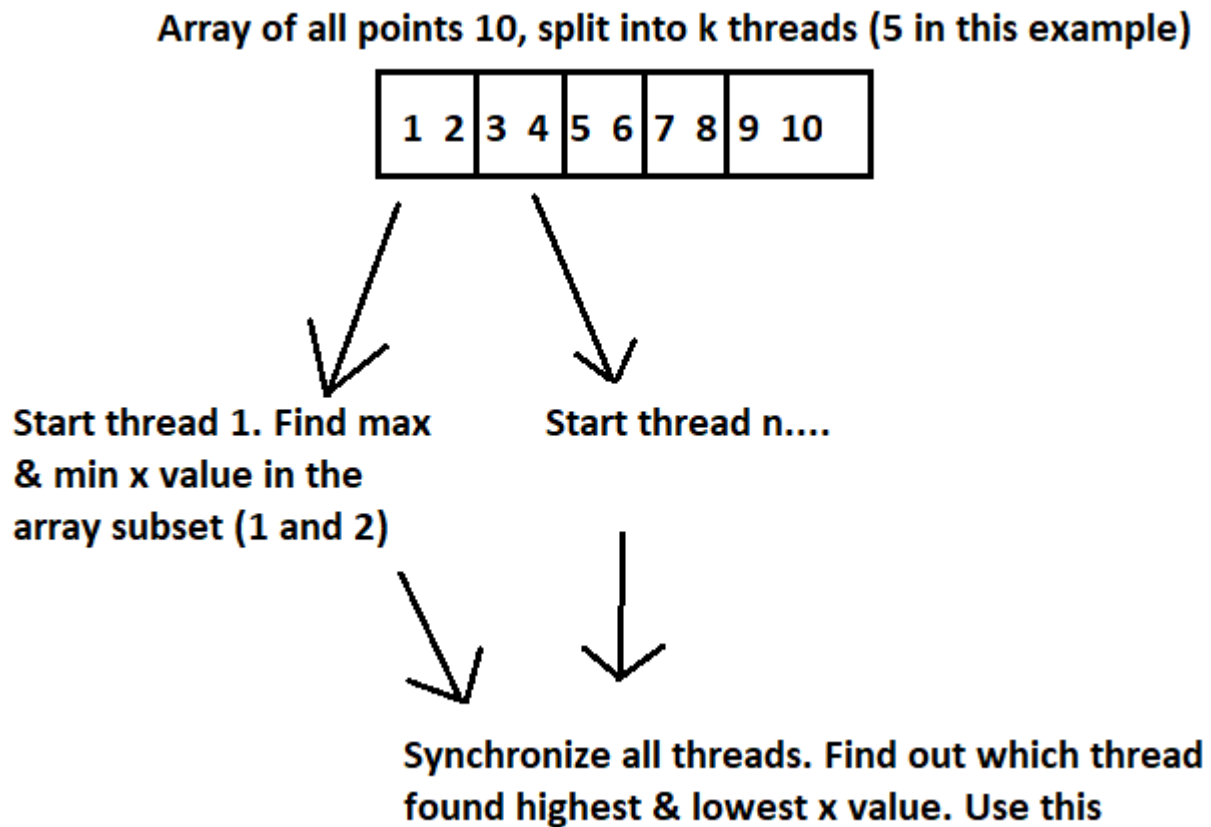 Array of all points 10, split into k threads (5 in this example)
1 2 3 4 5 6 7 8 9 10
Start thread 1. Find max
& min x value in the
array subset (1 and 2)
Start thread n....
Synchronize all threads. Find out which thread
found highest & lowest x value. Use this